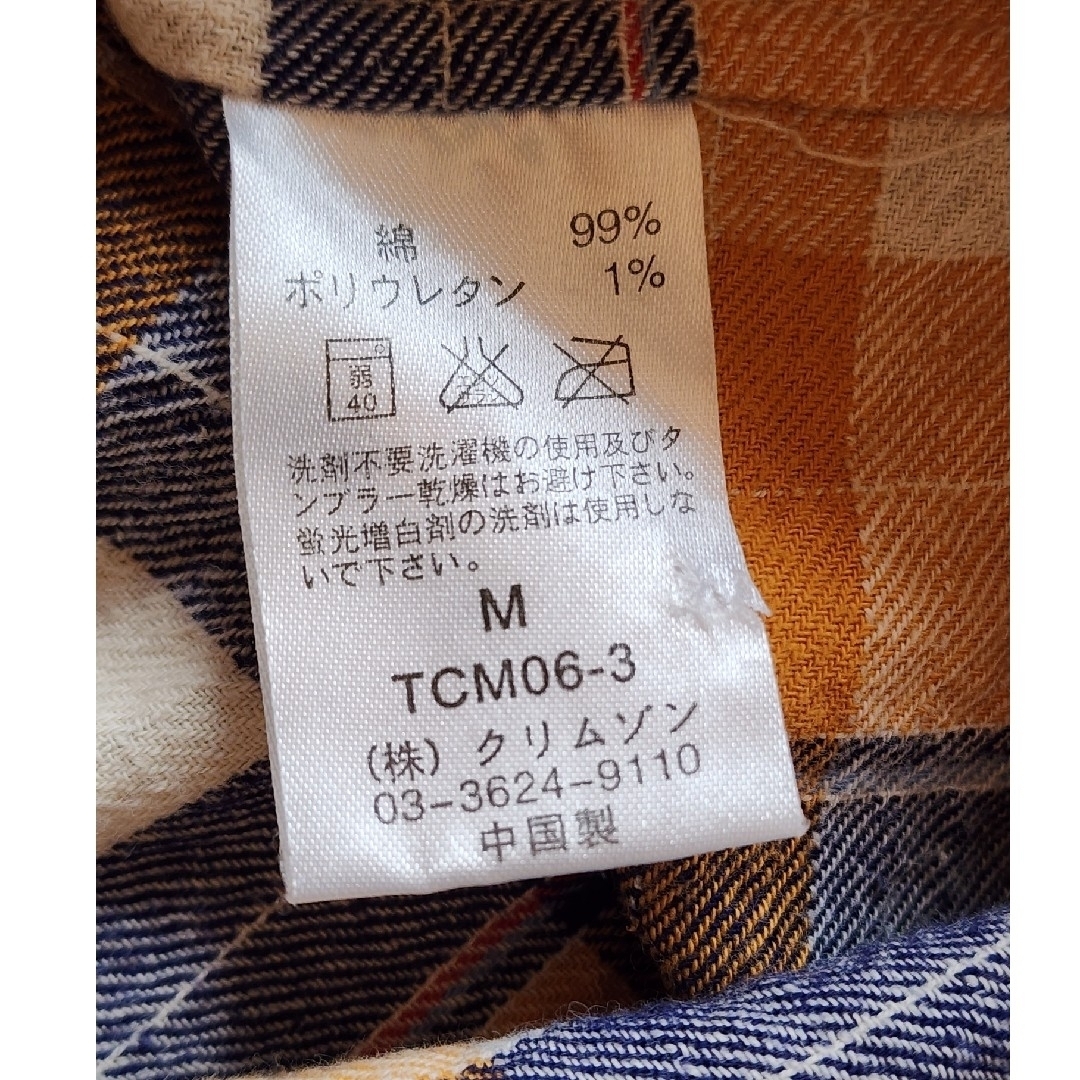 綿 99%
ポリウレタン 1%
弱
40
洗剤不要洗濯機の使用及びタ
ンブラー乾燥はお避け下さい。
蛍光増白剤の洗剤は使用しな
いで下さい。
M
TCM06-3
(株) クリムゾン
03-3624-9110
中国製